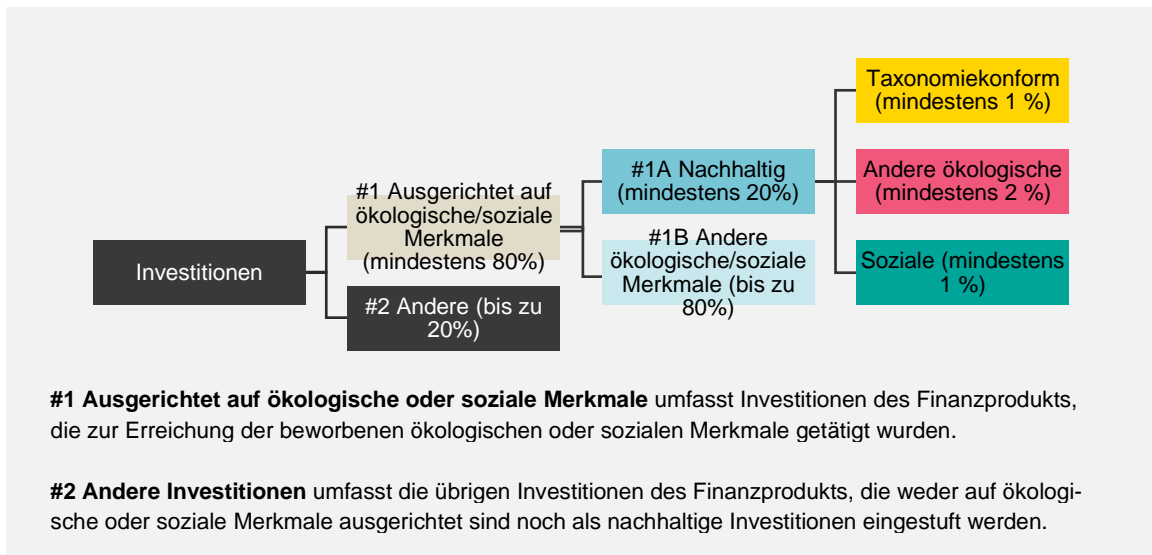 Investitionen
#1 Ausgerichtet auf
ökologische/soziale
Merkmale
(mindestens 80%)
#2 Andere (bis zu
20%)
#1A Nachhaltig
(mindestens 20%)
#1B Andere
ökologische/soziale
Merkmale (bis zu
80%)
Taxonomiekonform
(mindestens 1 %)
Andere ökologische
(mindestens 2 %)
Soziale (mindestens
1 %)
#1 Ausgerichtet auf ökologische oder soziale Merkmale umfasst Investitionen des Finanzprodukts,
die zur Erreichung der beworbenen ökologischen oder sozialen Merkmale getätigt wurden.
#2 Andere Investitionen umfasst die übrigen Investitionen des Finanzprodukts, die weder auf ökologi-
sche oder soziale Merkmale ausgerichtet sind noch als nachhaltige Investitionen eingestuft werden.